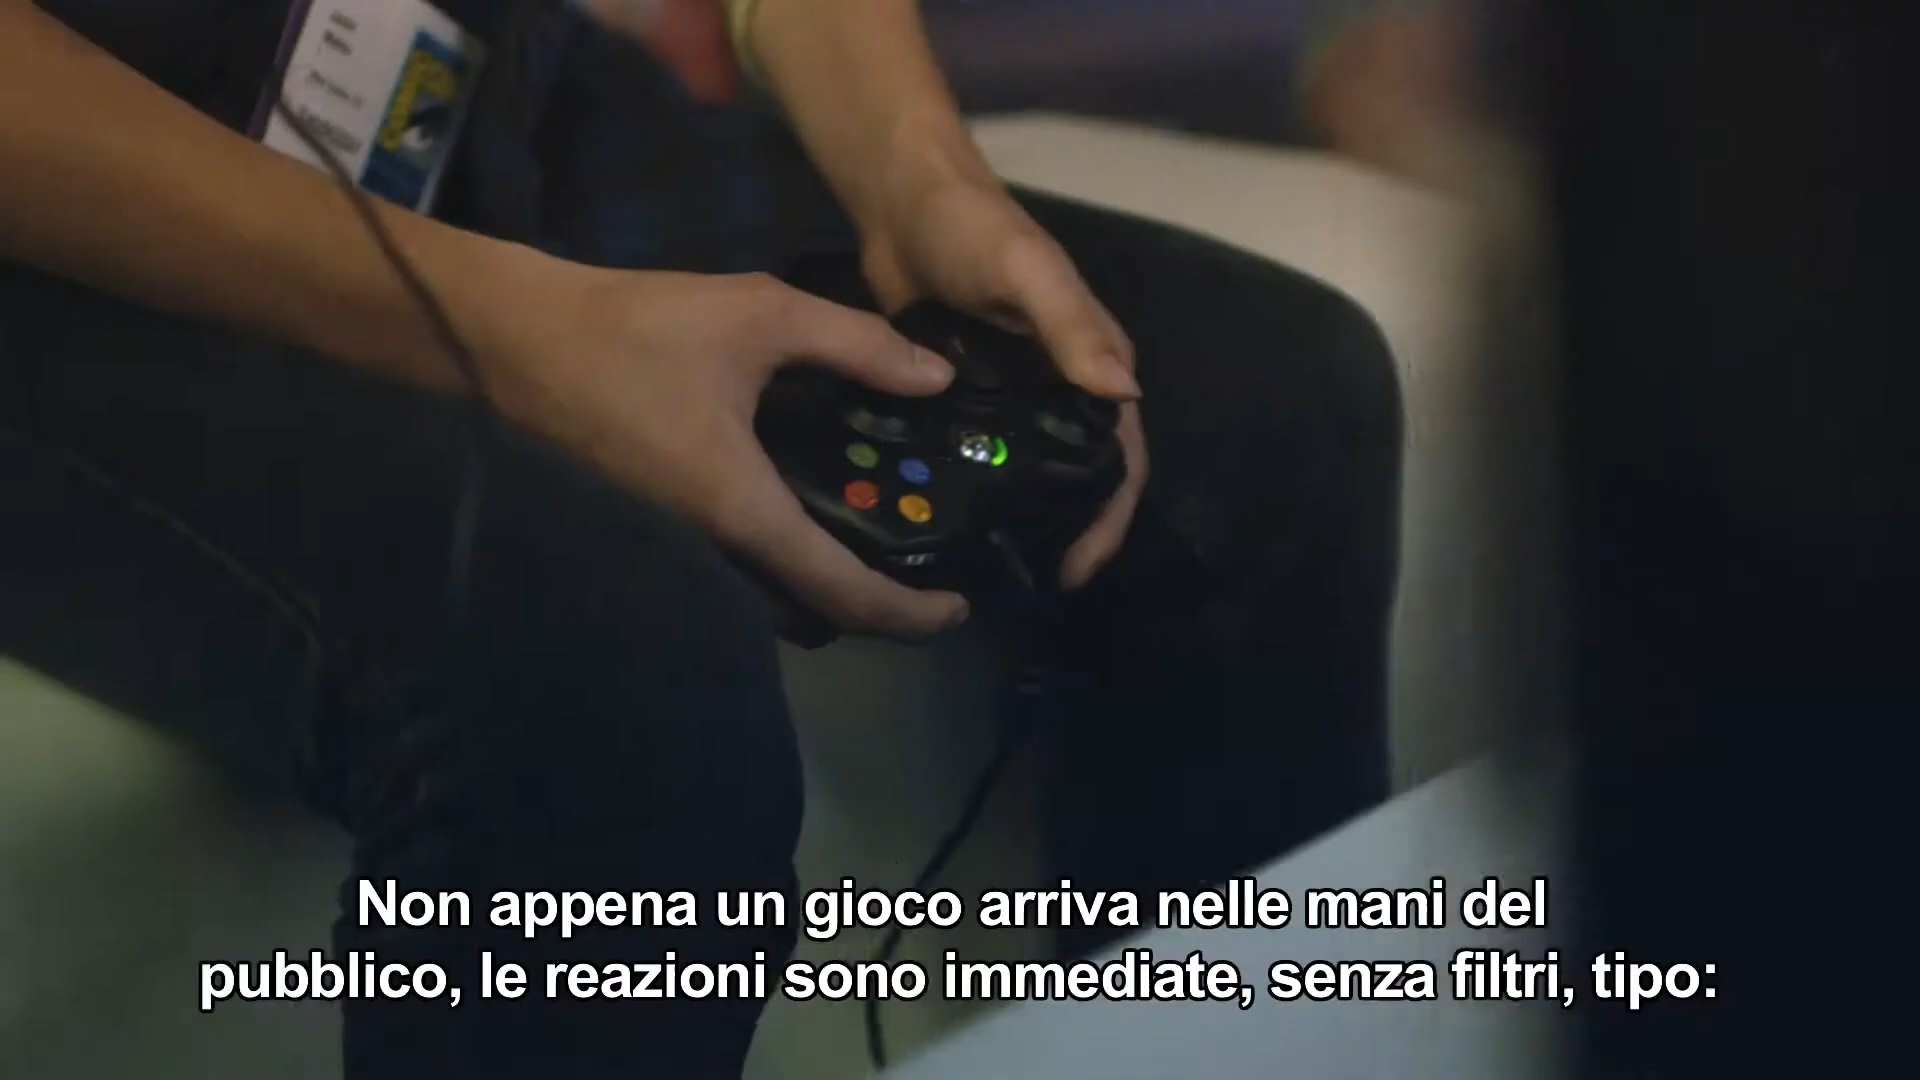 Non appena un gioco arriva nelle mani del
pubblico, le reazioni sono immediate, senza filtri, tipo: